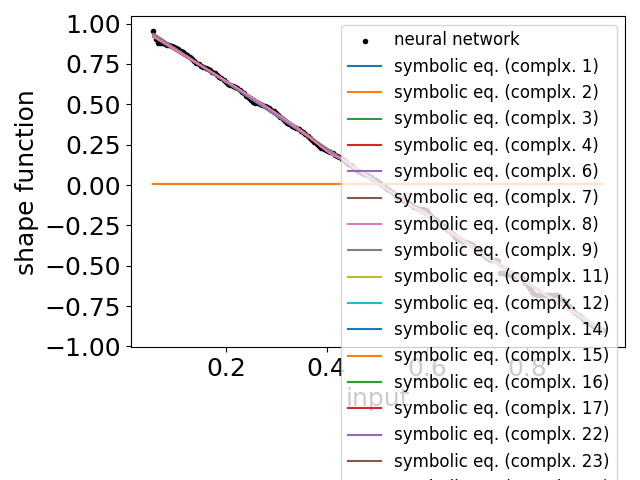 1.00
0.75
0.50
0.25
0.00
−0.25
−0.50
−0.75
−1.00
shape function
0.2
0.4
0.6
0.8
input
neural network
symbolic eq. (complx. 1)
symbolic eq. (complx. 2)
symbolic eq. (complx. 3)
symbolic eq. (complx. 4)
symbolic eq. (complx. 6)
symbolic eq. (complx. 7)
symbolic eq. (complx. 8)
symbolic eq. (complx. 9)
symbolic eq. (complx. 11)
symbolic eq. (complx. 12)
symbolic eq. (complx. 14)
symbolic eq. (complx. 15)
symbolic eq. (complx. 16)
symbolic eq. (complx. 17)
symbolic eq. (complx. 22)
symbolic eq. (complx. 23)